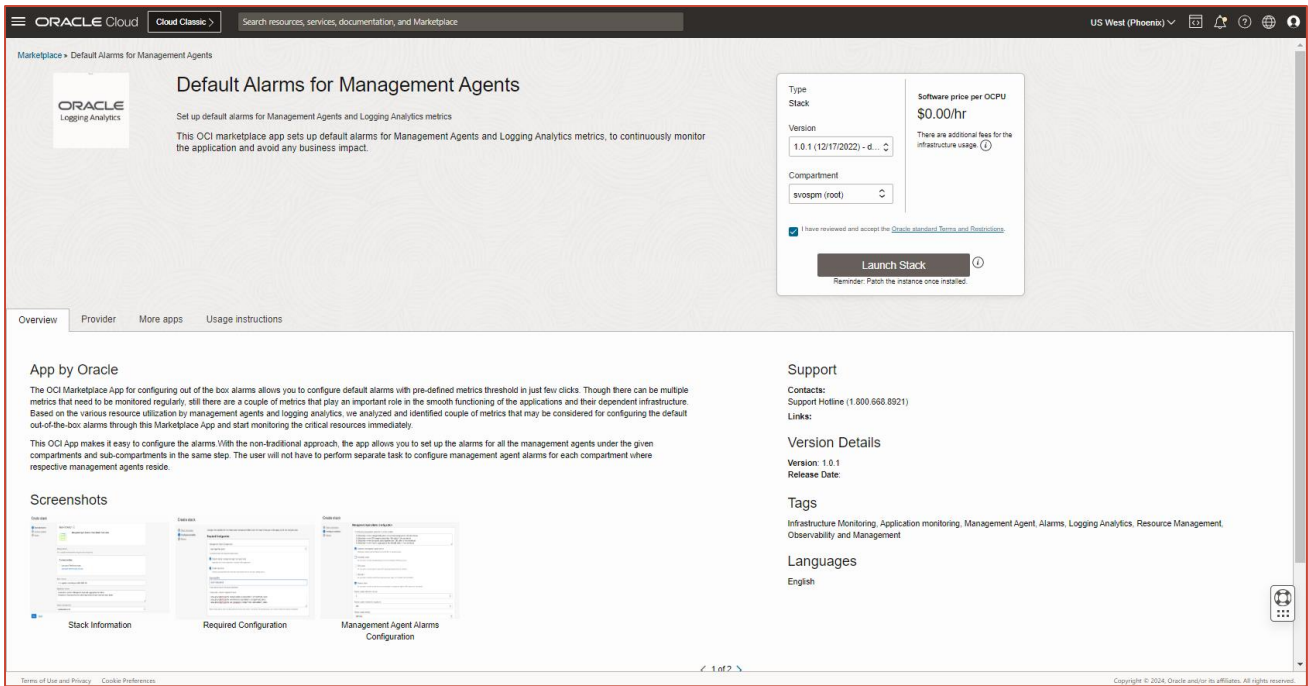 ORACLE Cloud
Cloud Classic >
Search resources, services, documentation, and Marketplace
US West (Phoenix)
Marketplace » Default Alarms for Management Agents
ORACLE
Logging Analytics
Default Alarms for Management Agents
Set up default alarms for Management Agents and Logging Analytics metrics
This OCI marketplace app sets up default alarms for Management Agents and Logging Analytics metrics, to continuously monitor
the application and avoid any business impact.
Type
Stack
Version
1.0.1 (12/17/2022) - d...
Compartment
svospm (root)
Software price per OCPU
$0.00/hr
There are additional fees for the
infrastructure usage.
I have reviewed and accept the Oracle standard Terms and Restrictions.
Launch Stack
Reminder: Patch the instance once installed.
Overview
Provider
More apps
Usage instructions
App by Oracle
The OCI Marketplace App for configuring out of the box alarms allows you to configure default alarms with pre-defined metrics threshold in just few clicks. Though there can be multiple
metrics that need to be monitored regularly, still there are a couple of metrics that play an important role in the smooth functioning of the applications and their dependent infrastructure.
Based on the various resource utilization by management agents and logging analytics, we analyzed and identified couple of metrics that may be considered for configuring the default
out-of-the-box alarms through this Marketplace App and start monitoring the critical resources immediately.
This OCI App makes it easy to configure the alarms.With the non-traditional approach, the app allows you to set up the alarms for all the management agents under the given
compartments and sub-compartments in the same step. The user will not have to perform separate task to configure management agent alarms for each compartment where
respective management agents reside.
Screenshots
Stack Information
Required Configuration
Management Agent Alarms
Configuration
1 of 2
Support
Contacts:
Support Hotline (1.800.668.8921)
Links:
Version Details
Version: 1.0.1
Release Date:
Tags
Infrastructure Monitoring, Application monitoring, Management Agent, Alarms, Logging Analytics, Resource Management,
Observability and Management
Languages
English
Terms of Use and Privacy
Cookie Preferences
Copyright © 2024, Oracle and/or its affiliates. All rights reserved.